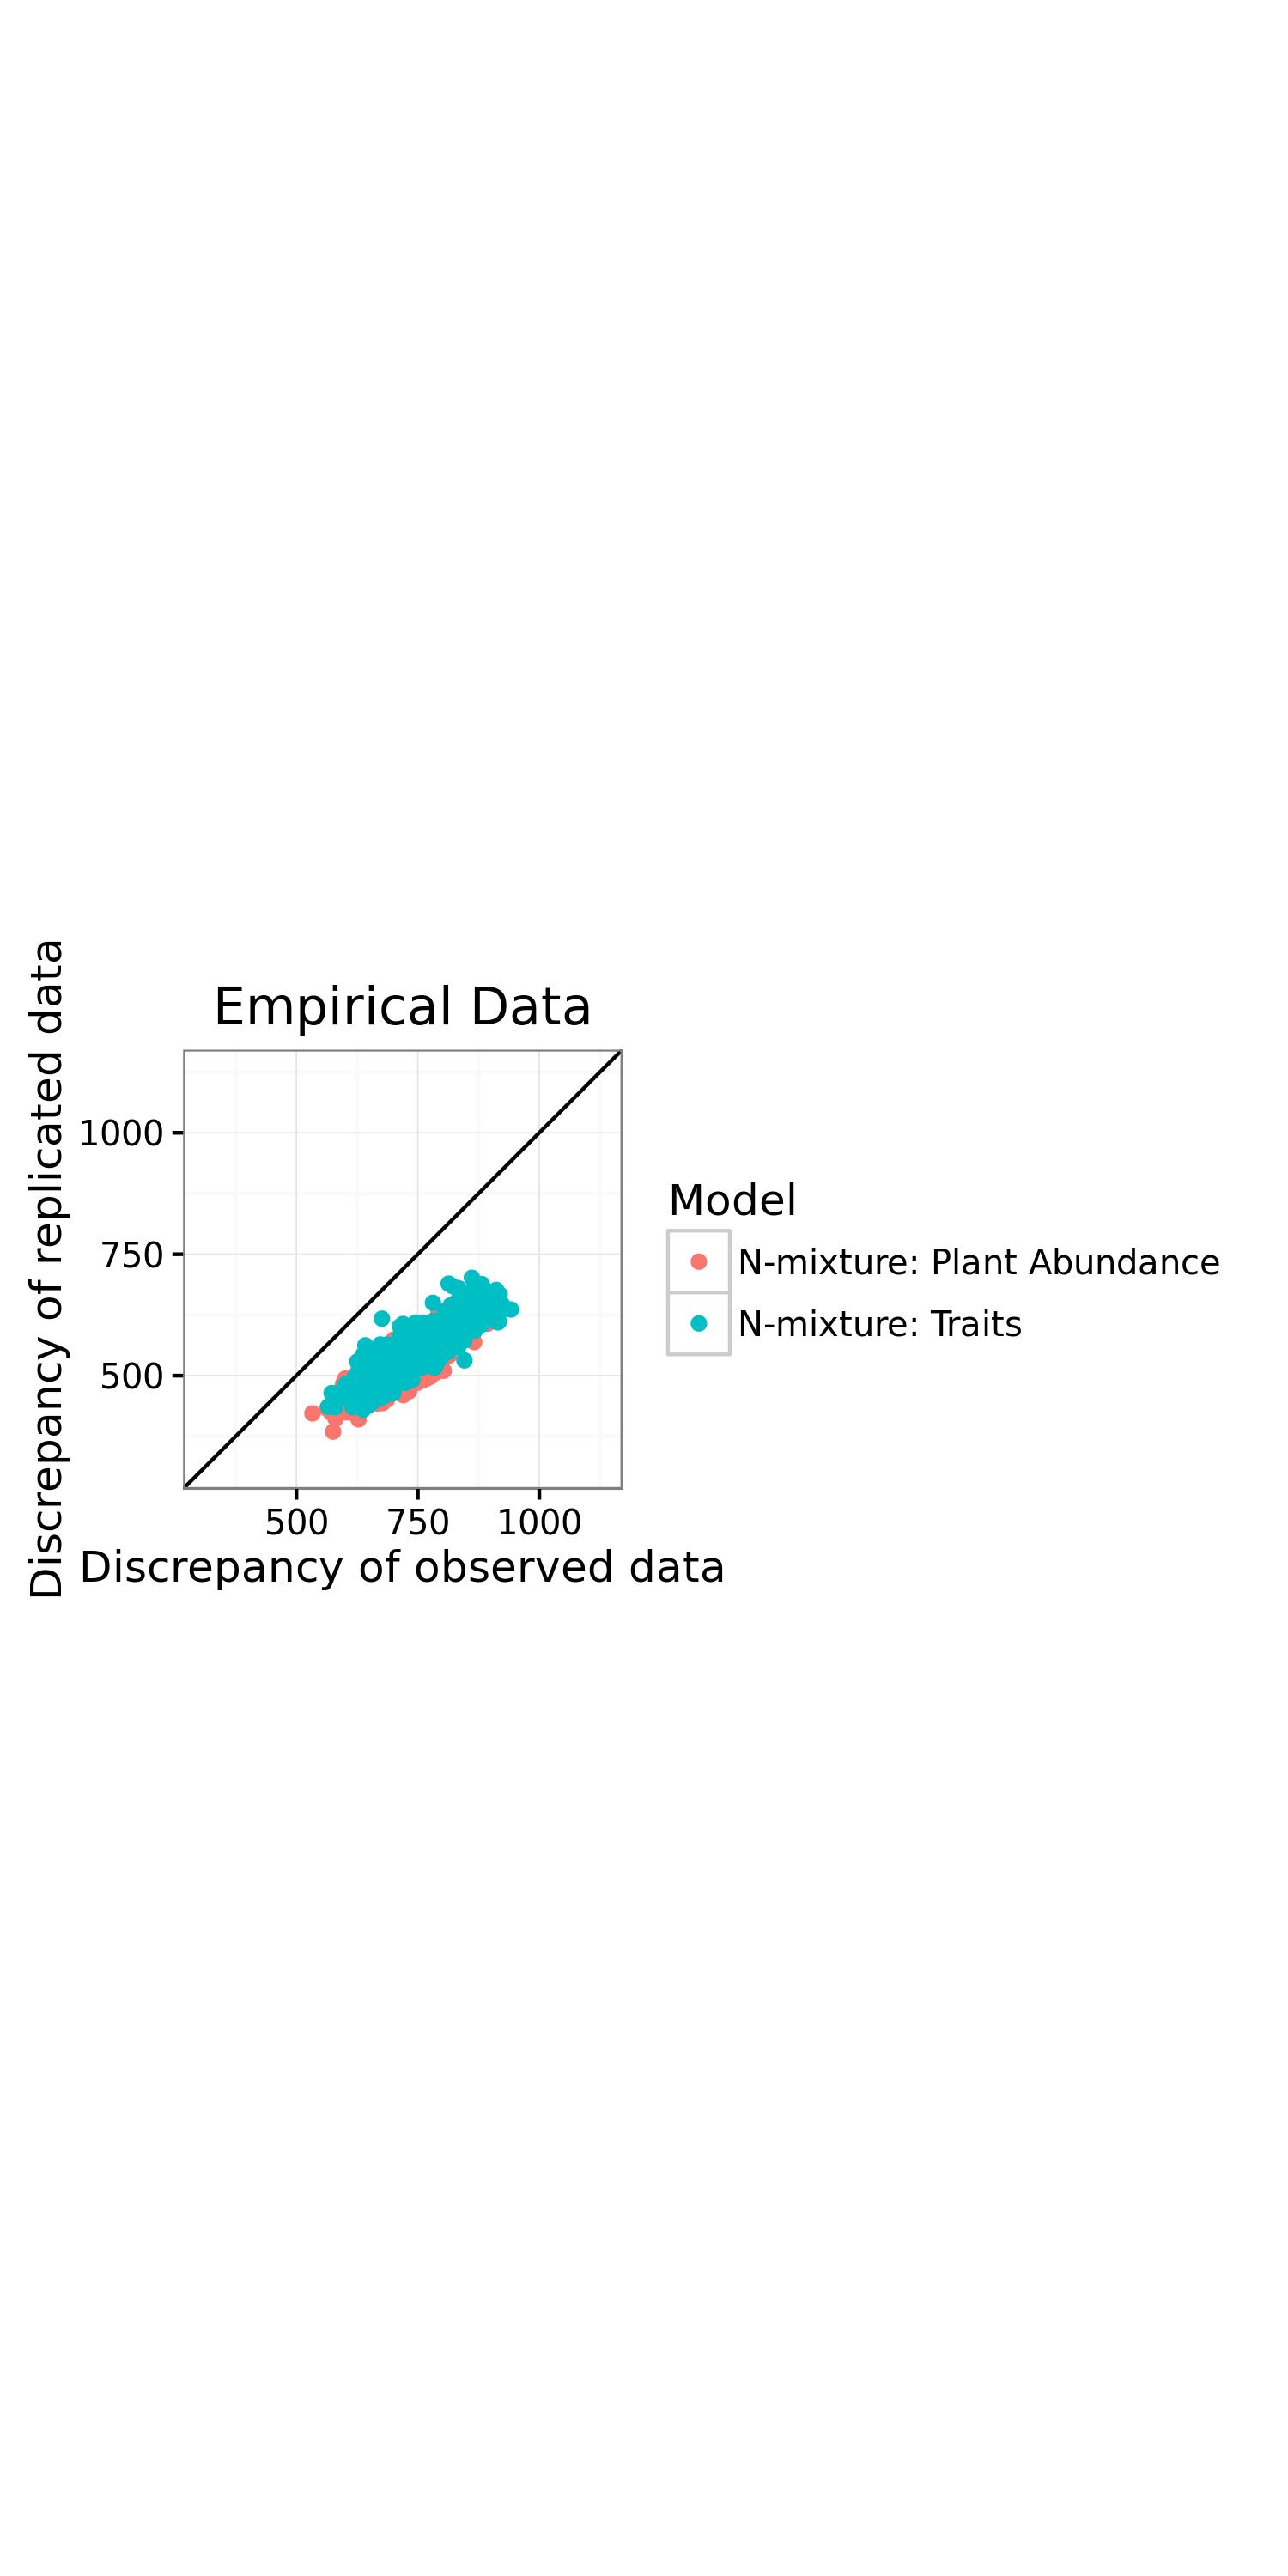 Empirical Data
Discrepancy of replicated data
1000
750
500
500 750 1000
Discrepancy of observed data
Model
N-mixture: Plant Abundance
N-mixture: Traits